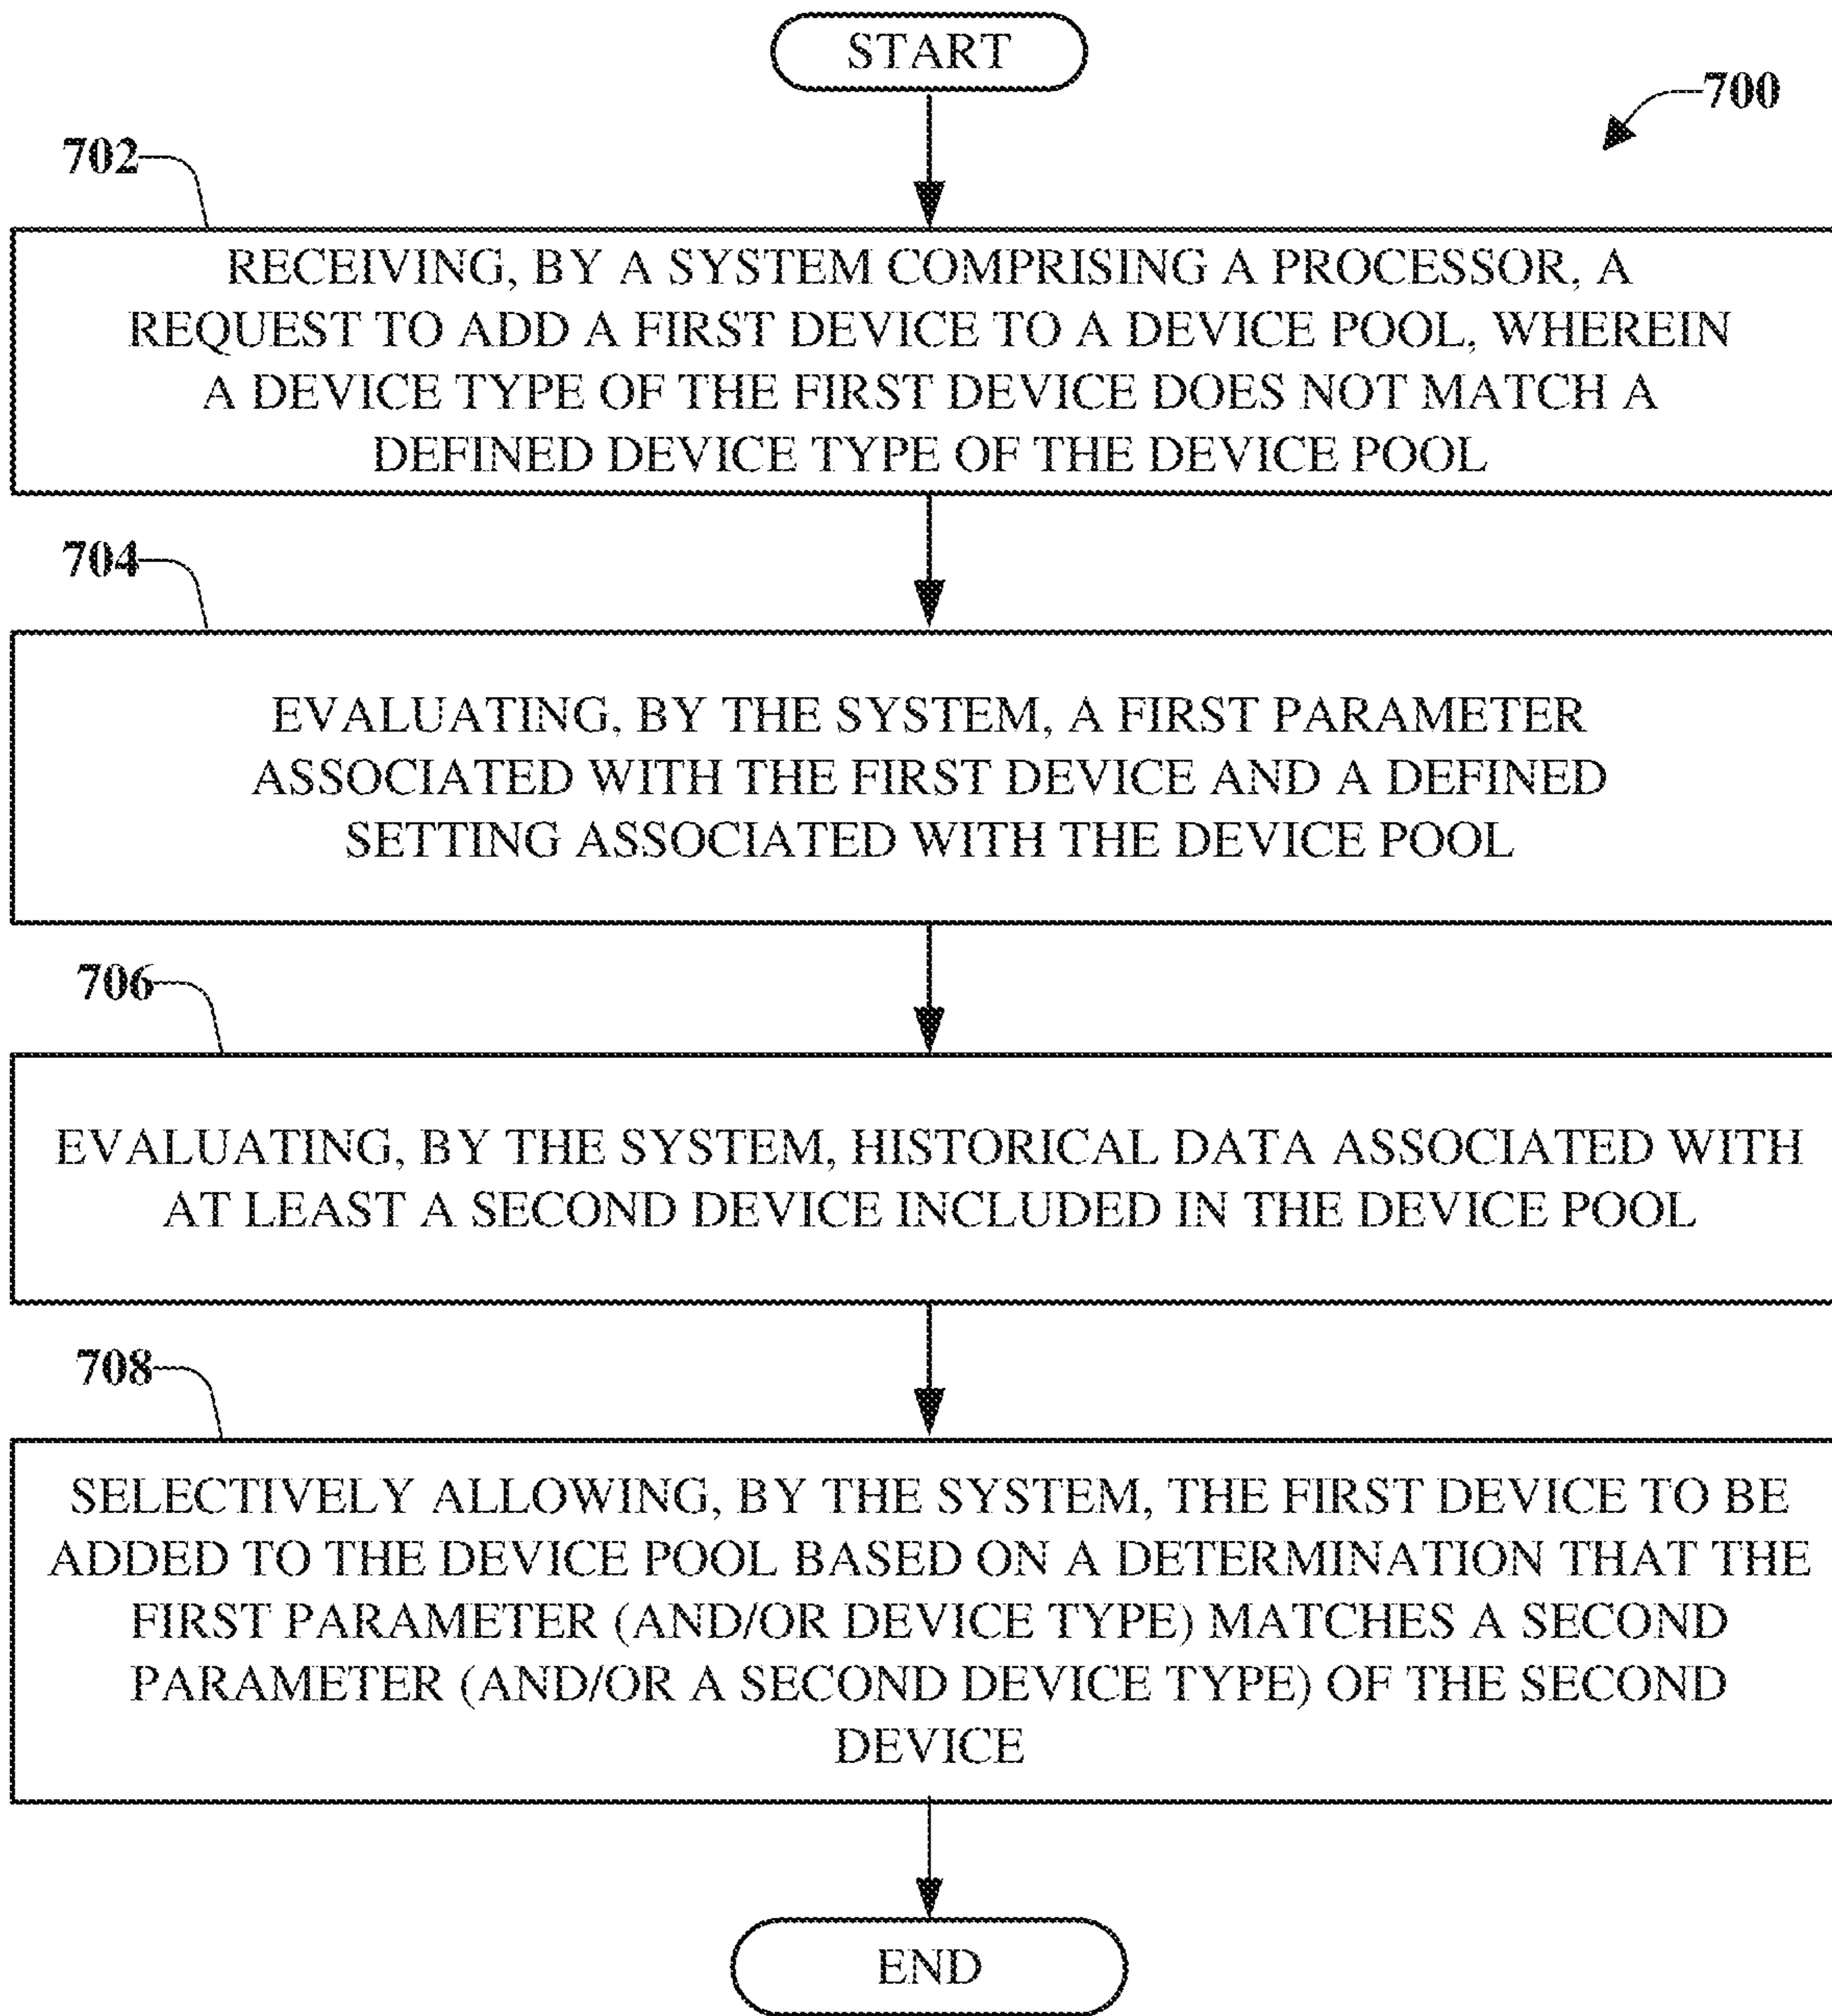 START
700
702
RECEIVING, BY A SYSTEM COMPRISING A PROCESSOR, A
REQUEST TO ADD A FIRST DEVICE TO A DEVICE POOL, WHEREIN
A DEVICE TYPE OF THE FIRST DEVICE DOES NOT MATCH A
DEFINED DEVICE TYPE OF THE DEVICE POOL
704
EVALUATING, BY THE SYSTEM, A FIRST PARAMETER
ASSOCIATED WITH THE FIRST DEVICE AND A DEFINED
SETTING ASSOCIATED WITH THE DEVICE POOL
706
EVALUATING, BY THE SYSTEM, HISTORICAL DATA ASSOCIATED WITH
AT LEAST A SECOND DEVICE INCLUDED IN THE DEVICE POOL
708
SELECTIVELY ALLOWING, BY THE SYSTEM, THE FIRST DEVICE TO BE
ADDED TO THE DEVICE POOL BASED ON A DETERMINATION THAT THE
FIRST PARAMETER (AND/OR DEVICE TYPE) MATCHES A SECOND
PARAMETER (AND/OR A SECOND DEVICE TYPE) OF THE SECOND
DEVICE
END